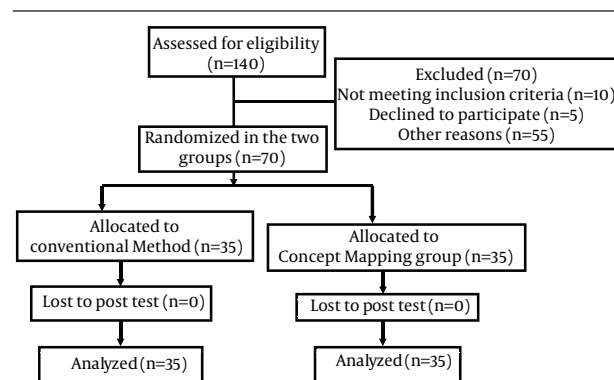 Assessed for eligibility
(n=140)
Excluded (n=70)
Not meeting inclusion criteria (n=10)
Declined to participate (n=5)
Other reasons (n=55)
Randomized in the two
groups (n=70)
Allocated to
conventional Method (n=35)
Allocated to
Concept Mapping group (n=35)
Lost to post test (n=0)
Lost to post test (n=0)
Analyzed (n=35)
Analyzed (n=35)